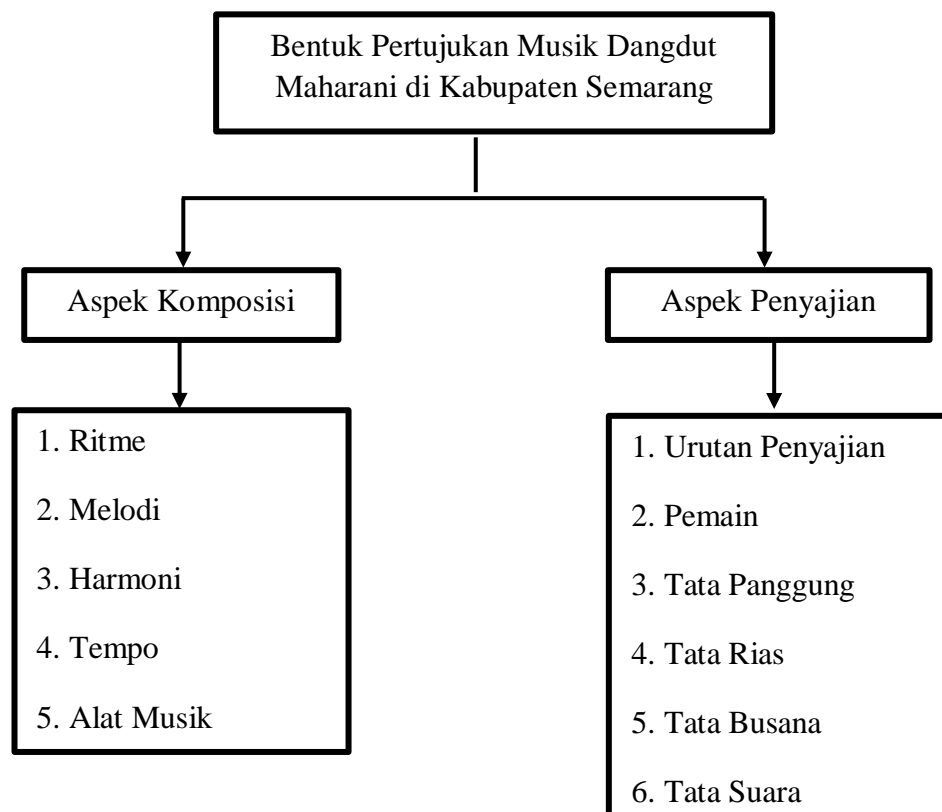 Bentuk Pertujukan Musik Dangdut
Maharani di Kabupaten Semarang
Aspek Komposisi
Aspek Penyajian
1. Ritme
2. Melodi
3. Harmoni
4. Tempo
5. Alat Musik
1. Urutan Penyajian
2. Pemain
3. Tata Panggung
4. Tata Rias
5. Tata Busana
6. Tata Suara